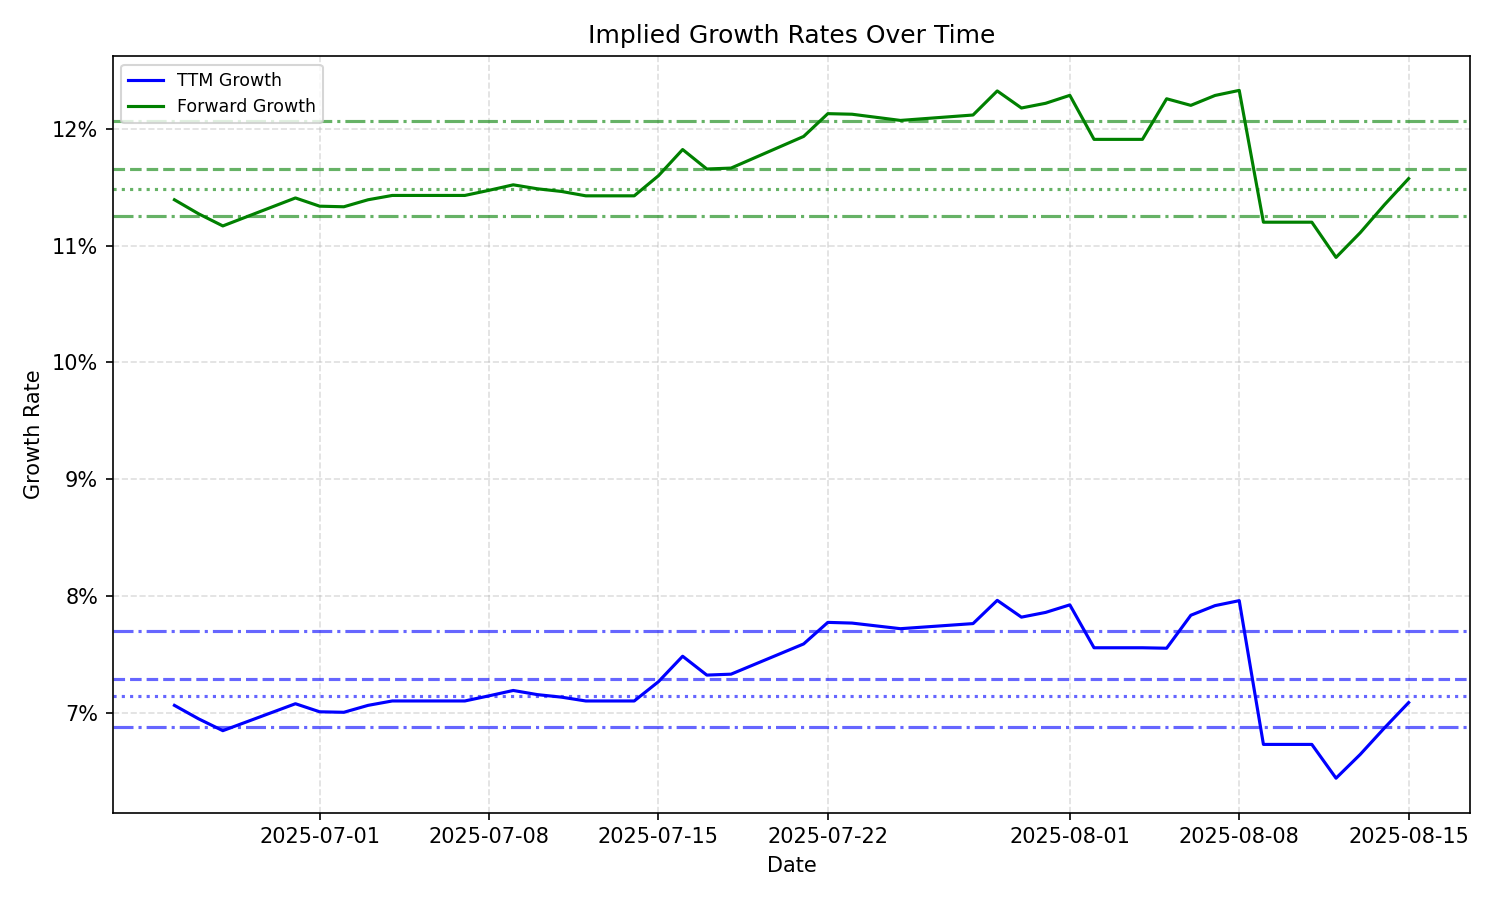 Implied Growth Rates Over Time
TTM Growth
Forward Growth
12%
11%
10%
9%
8%
7%
Growth Rate
2025-07-01 2025-07-08 2025-07-15 2025-07-22 2025-08-01 2025-08-08 2025-08-15
Date